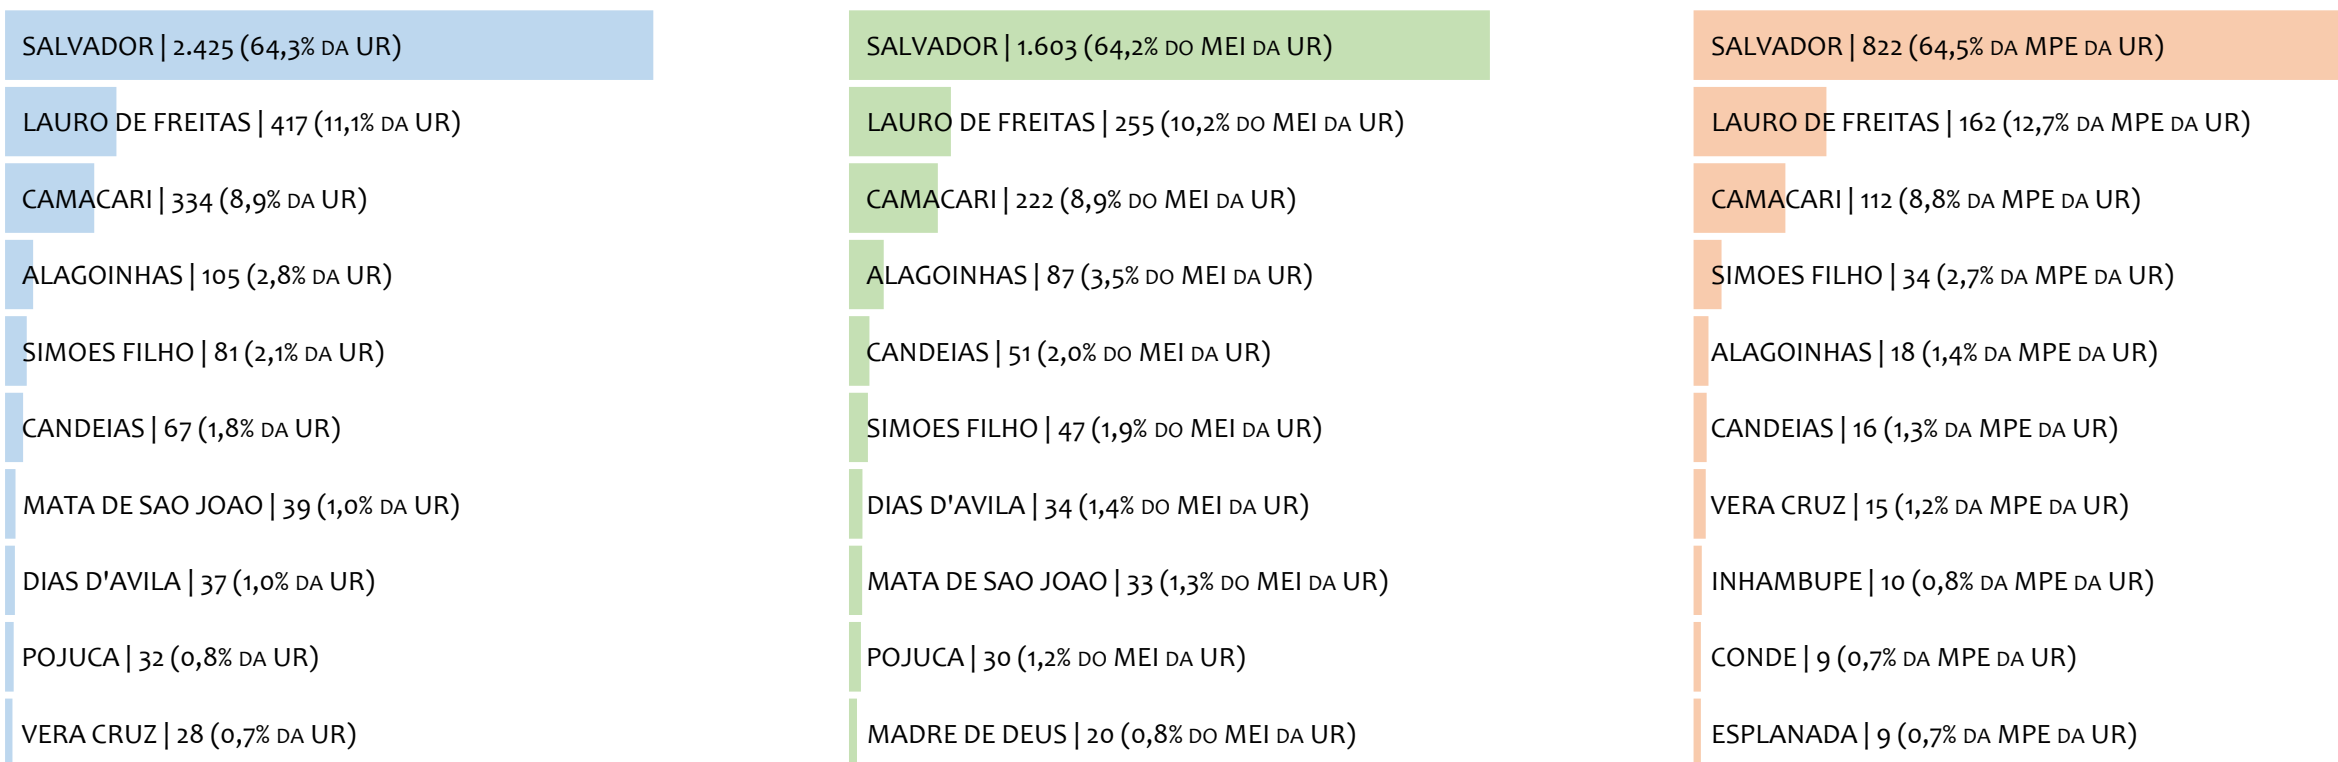 SALVADOR | 2.425 (64,3% DA UR)
LAURO DE FREITAS | 417 (11,1% DA UR)
CAMACARI | 334 (8,9% DA UR)
ALAGOINHAS | 105 (2,8% DA UR)
SIMOES FILHO | 81 (2,1% DA UR)
CANDEIAS | 67 (1,8% DA UR)
MATA DE SAO JOAO | 39 (1,0% DA UR)
DIAS D'AVILA | 37 (1,0% DA UR)
POJUCA | 32 (0,8% DA UR)
VERA CRUZ | 28 (0,7% DA UR)
SALVADOR | 1.603 (64,2% DO MEI DA UR)
LAURO DE FREITAS | 255 (10,2% DO MEI DA UR)
CAMACARI | 222 (8,9% DO MEI DA UR)
ALAGOINHAS | 87 (3,5% DO MEI DA UR)
CANDEIAS | 51 (2,0% DO MEI DA UR)
SIMOES FILHO | 47 (1,9% DO MEI DA UR)
DIAS D'AVILA | 34 (1,4% DO MEI DA UR)
MATA DE SAO JOAO | 33 (1,3% DO MEI DA UR)
POJUCA | 30 (1,2% DO MEI DA UR)
MADRE DE DEUS | 20 (0,8% DO MEI DA UR)
SALVADOR | 822 (64,5% DA MPE DA UR)
LAURO DE FREITAS | 162 (12,7% DA MPE DA UR)
CAMACARI | 112 (8,8% DA MPE DA UR)
SIMOES FILHO | 34 (2,7% DA MPE DA UR)
ALAGOINHAS | 18 (1,4% DA MPE DA UR)
CANDEIAS | 16 (1,3% DA MPE DA UR)
VERA CRUZ | 15 (1,2% DA MPE DA UR)
INHAMBUPE | 10 (0,8% DA MPE DA UR)
CONDE | 9 (0,7% DA MPE DA UR)
ESPLANADA | 9 (0,7% DA MPE DA UR)